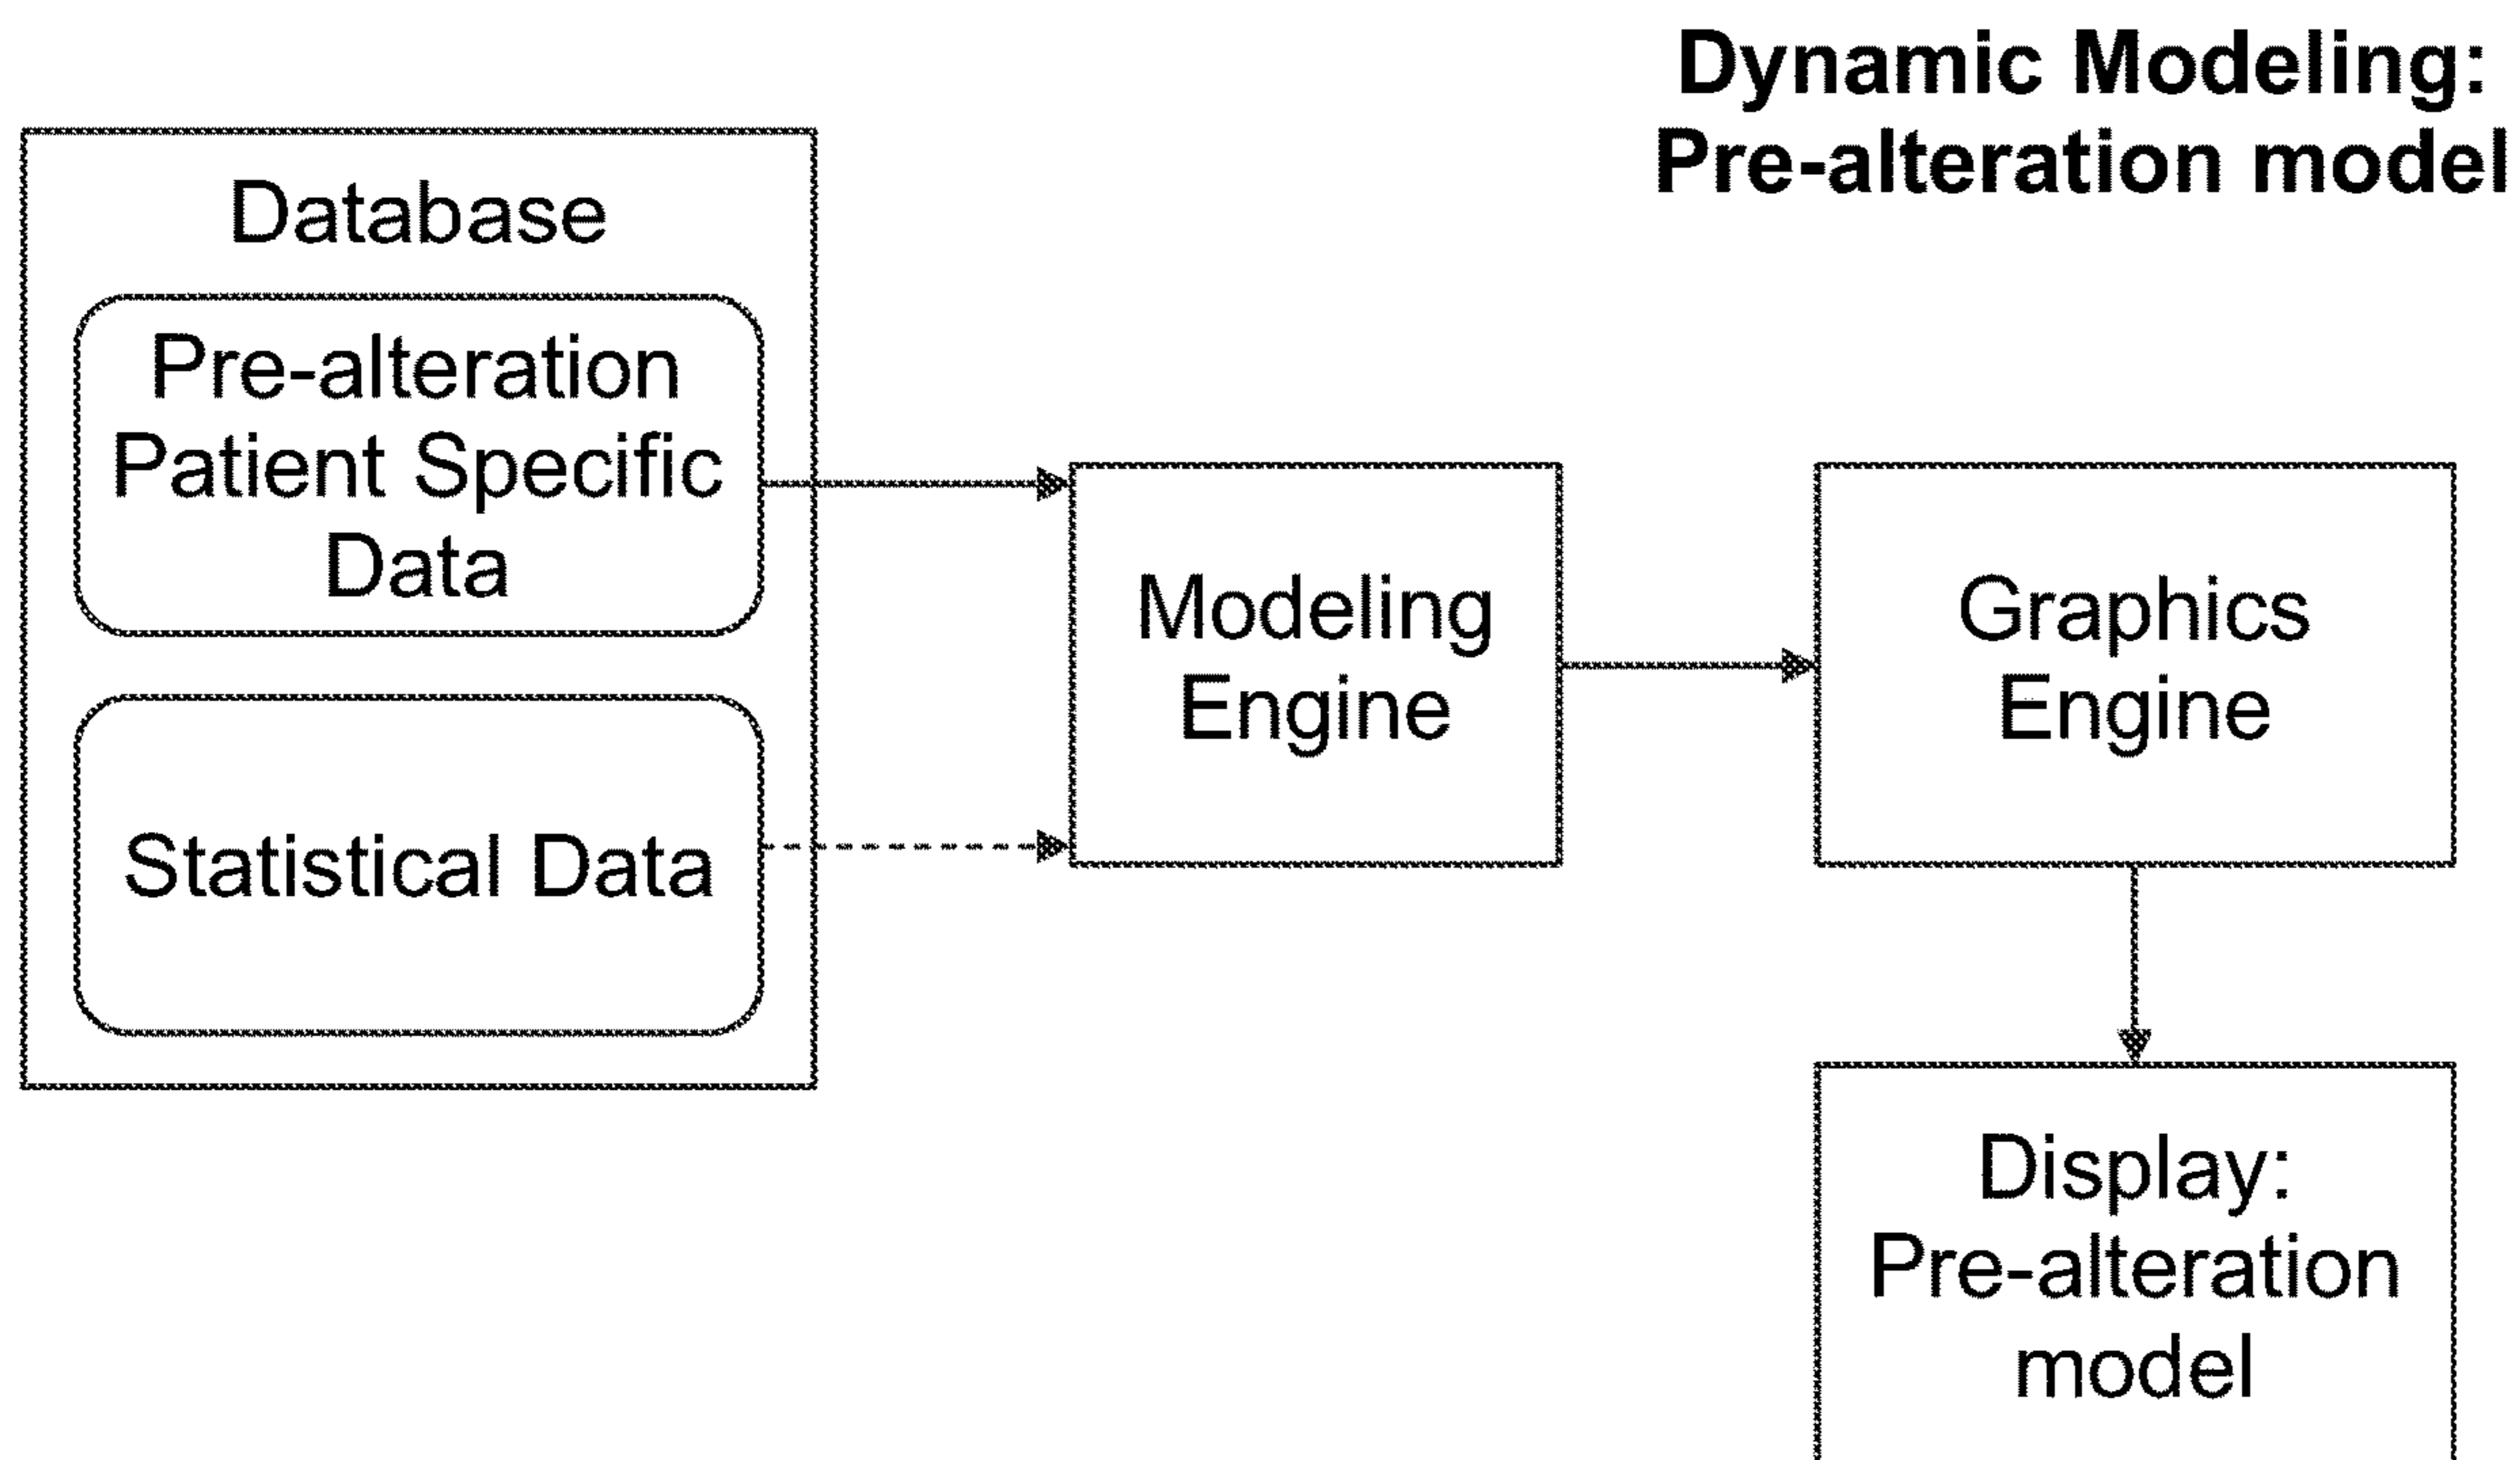 Dynamic Modeling:
Pre-alteration model
Database
Pre-alteration
Patient Specific
Data
Statistical Data
Modeling
Engine
Graphics
Engine
Display:
Pre-alteration
model